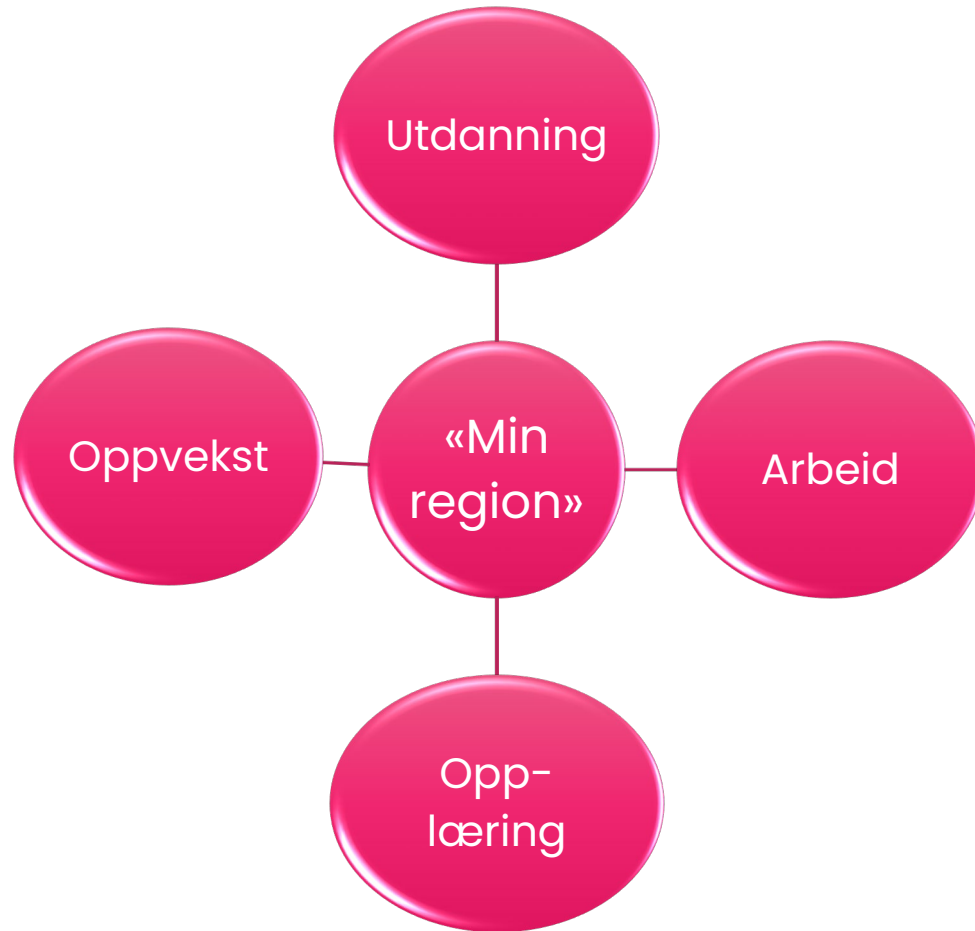 Utdanning
Oppvekst
«Min
region»
Arbeid
Opp-
læring